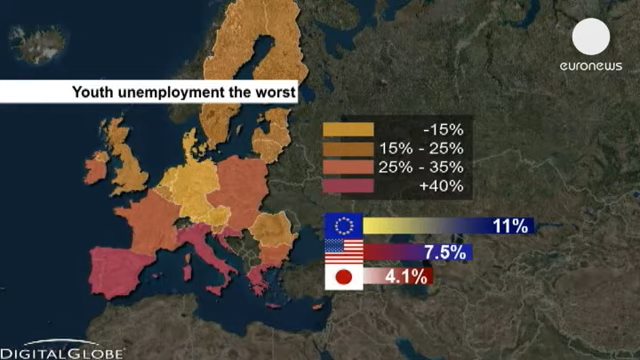 euronews
Youth unemployment the worst
-15%
15% - 25%
25% - 35%
+40%
11%
7.5%
4.1%
DIGITALGLOBE